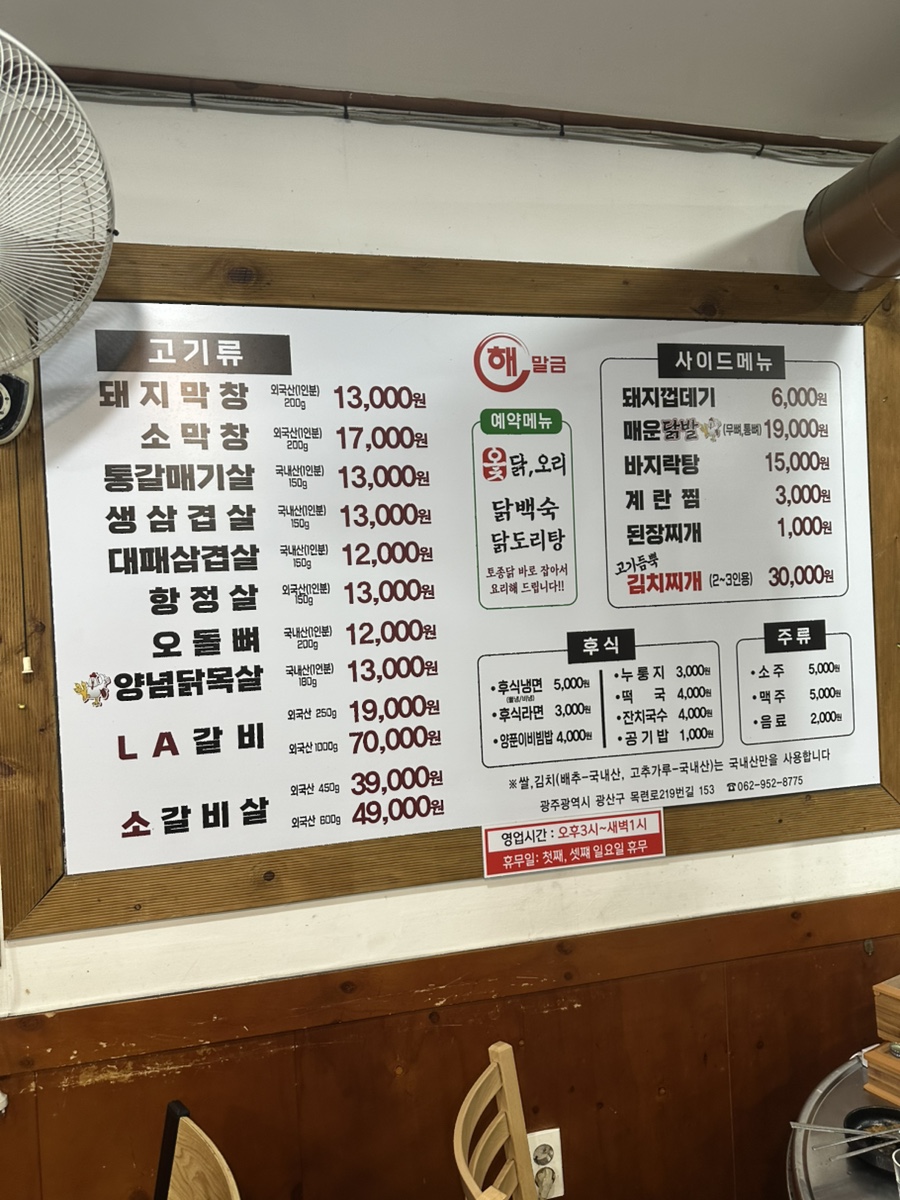 고기류
돼지막창 외국산(1인분) 200g 13,000원
소막창 외국산(1인분) 200g 17,000원
통갈매기살 국내산(1인분) 150g 13,000원
생삼겹살 국내산(1인분) 150g 13,000원
대패삼겹살 국내산(1인분) 150g 12,000원
항정살 외국산(1인분) 150g 13,000원
오돌뼈 국내산(1인분) 200g 12,000원
양념닭목살 국내산(1인분) 180g 13,000원
LA갈비 외국산 250g 19,000원
외국산 1000g 70,000원
소갈비살 외국산 450g 39,000원
외국산 600g 49,000원
해말금
예약메뉴
옻닭,오리
닭백숙
닭도리탕
토종닭 바로 잡아서
요리해 드립니다!!
사이드메뉴
돼지껍데기 6,000원
매운닭발 (무뼈,통뼈) 19,000원
바지락탕 15,000원
계란찜 3,000원
된장찌개 1,000원
고기듬뿍
김치찌개 (2~3인용) 30,000원
후식
•후식냉면 5,000원
(물냉/비냉)
•후식라면 3,000원
•양푼이비빔밥 4,000원
•누룽지 3,000원
•떡국 4,000원
•잔치국수 4,000원
•공기밥 1,000원
주류
•소주 5,000원
•맥주 5,000원
•음료 2,000원
※쌀,김치(배추-국내산, 고추가루-국내산)는 국내산만을 사용합니다
광주광역시 광산구 목련로219번길 153 ☎062-952-8775
영업시간 : 오후3시~새벽1시
휴무일: 첫째, 셋쨰 일요일 휴무